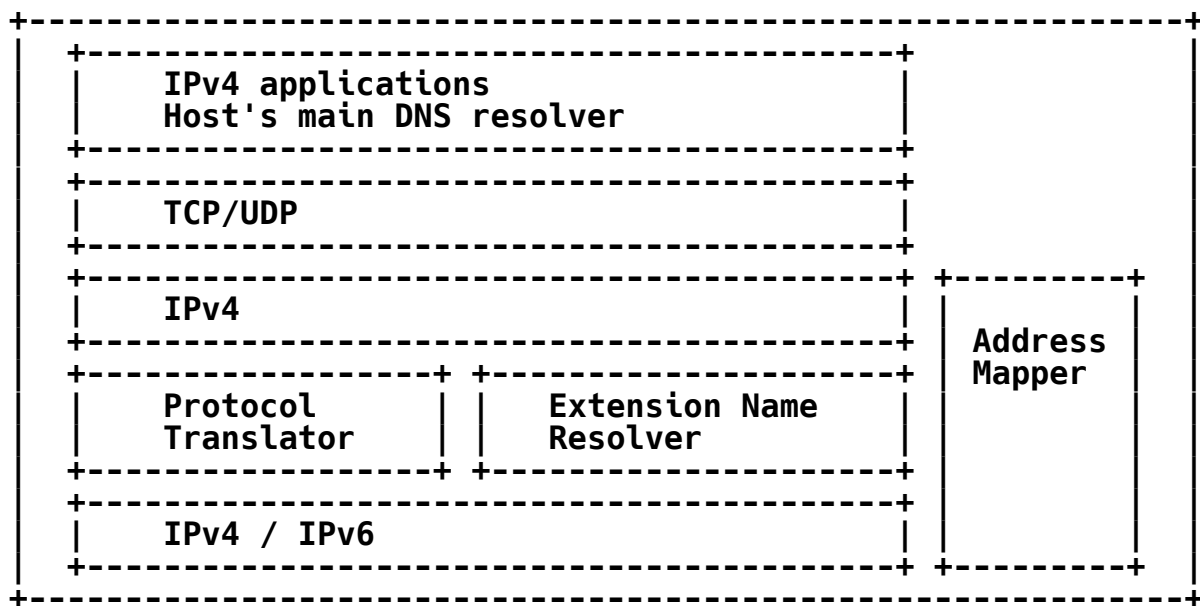 IPv4 applications
Host's main DNS resolver
TCP/UDP
IPv4
Address
Mapper
Protocol
Translator
Extension Name
Resolver
IPv4 / IPv6